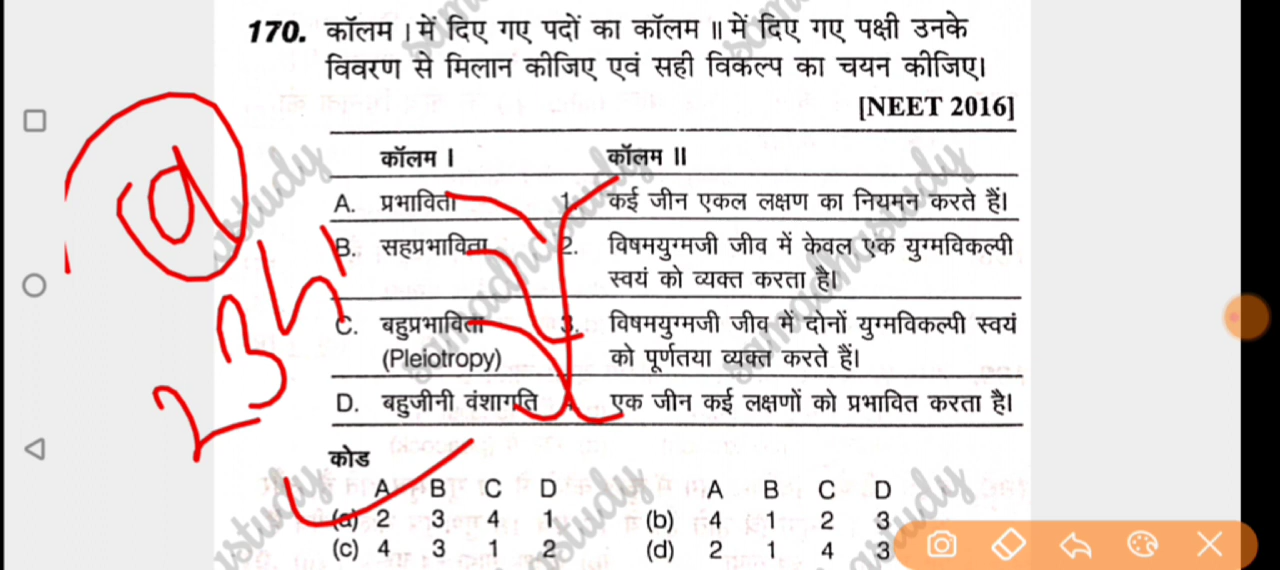 170. कॉलम I में दिए गए पदों का कॉलम II में दिए गए पक्षी उनके
विवरण से मिलान कीजिए एवं सही विकल्प का चयन कीजिए।
[NEET 2016]
कॉलम I कॉलम II
A. प्रभाविता 1. कई जीन एकल लक्षण का नियमन करते हैं।
B. सहप्रभाविता 2. विषमयुग्मजी जीव में केवल एक युग्मविकल्पी
स्वयं को व्यक्त करता है।
C. बहुप्रभाविता 3. विषमयुग्मजी जीव में दोनों युग्मविकल्पी स्वयं
(Pleiotropy) को पूर्णतया व्यक्त करते हैं।
D. बहुजीनी वंशागति 4. एक जीन कई लक्षणों को प्रभावित करता है।
कोड
A B C D A B C D
(a) 2 3 4 1 (b) 4 1 2 3
(c) 4 3 1 2 (d) 2 1 4 3
a
2341
samadhastudy